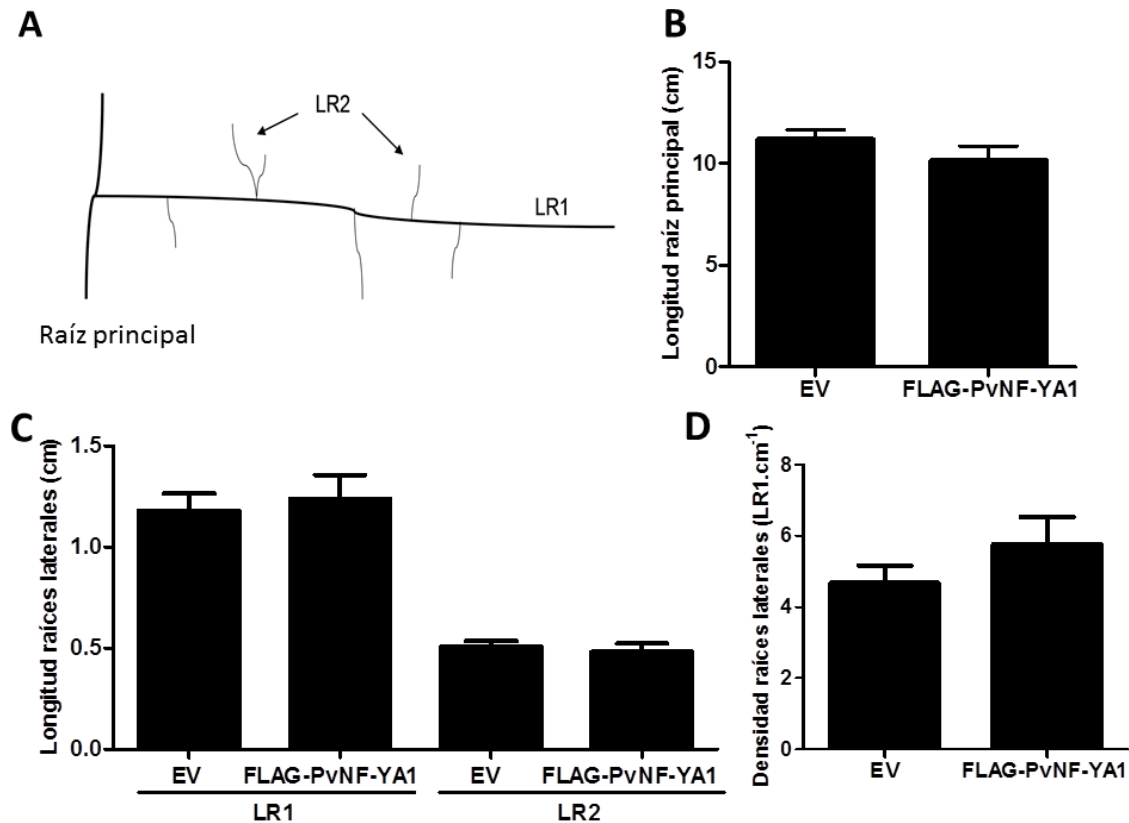 A
LR2
LR1
Raíz principal
B
Longitud raíz principal (cm)
15
10
5
0
EV
FLAG-PvNF-YA1
C
Longitud raíces laterales (cm)
1.5
1.0
0.5
0.0
EV
FLAG-PvNF-YA1
EV
FLAG-PvNF-YA1
LR1
LR2
D
Densidad raíces laterales (LR1.cm⁻¹)
8
6
4
2
0
EV
FLAG-PvNF-YA1